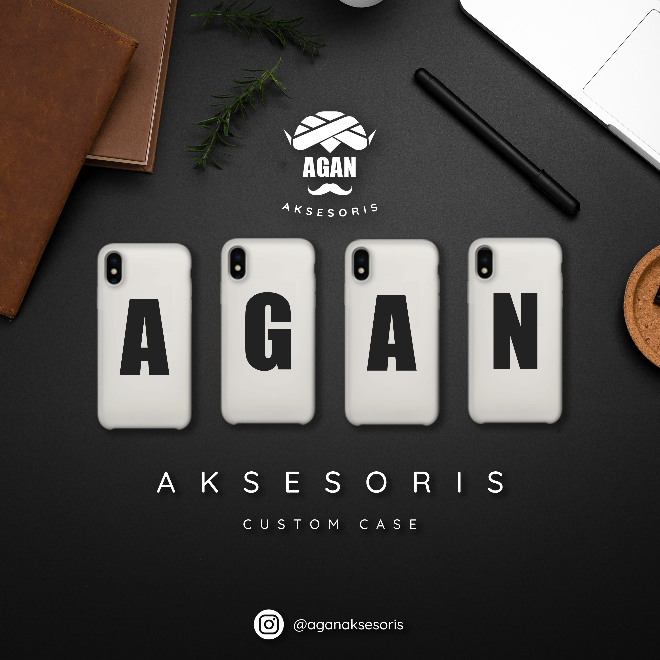 AGAN
AKSESORIS
A G A N
AKSESORIS
CUSTOM CASE
@aganaksesoris